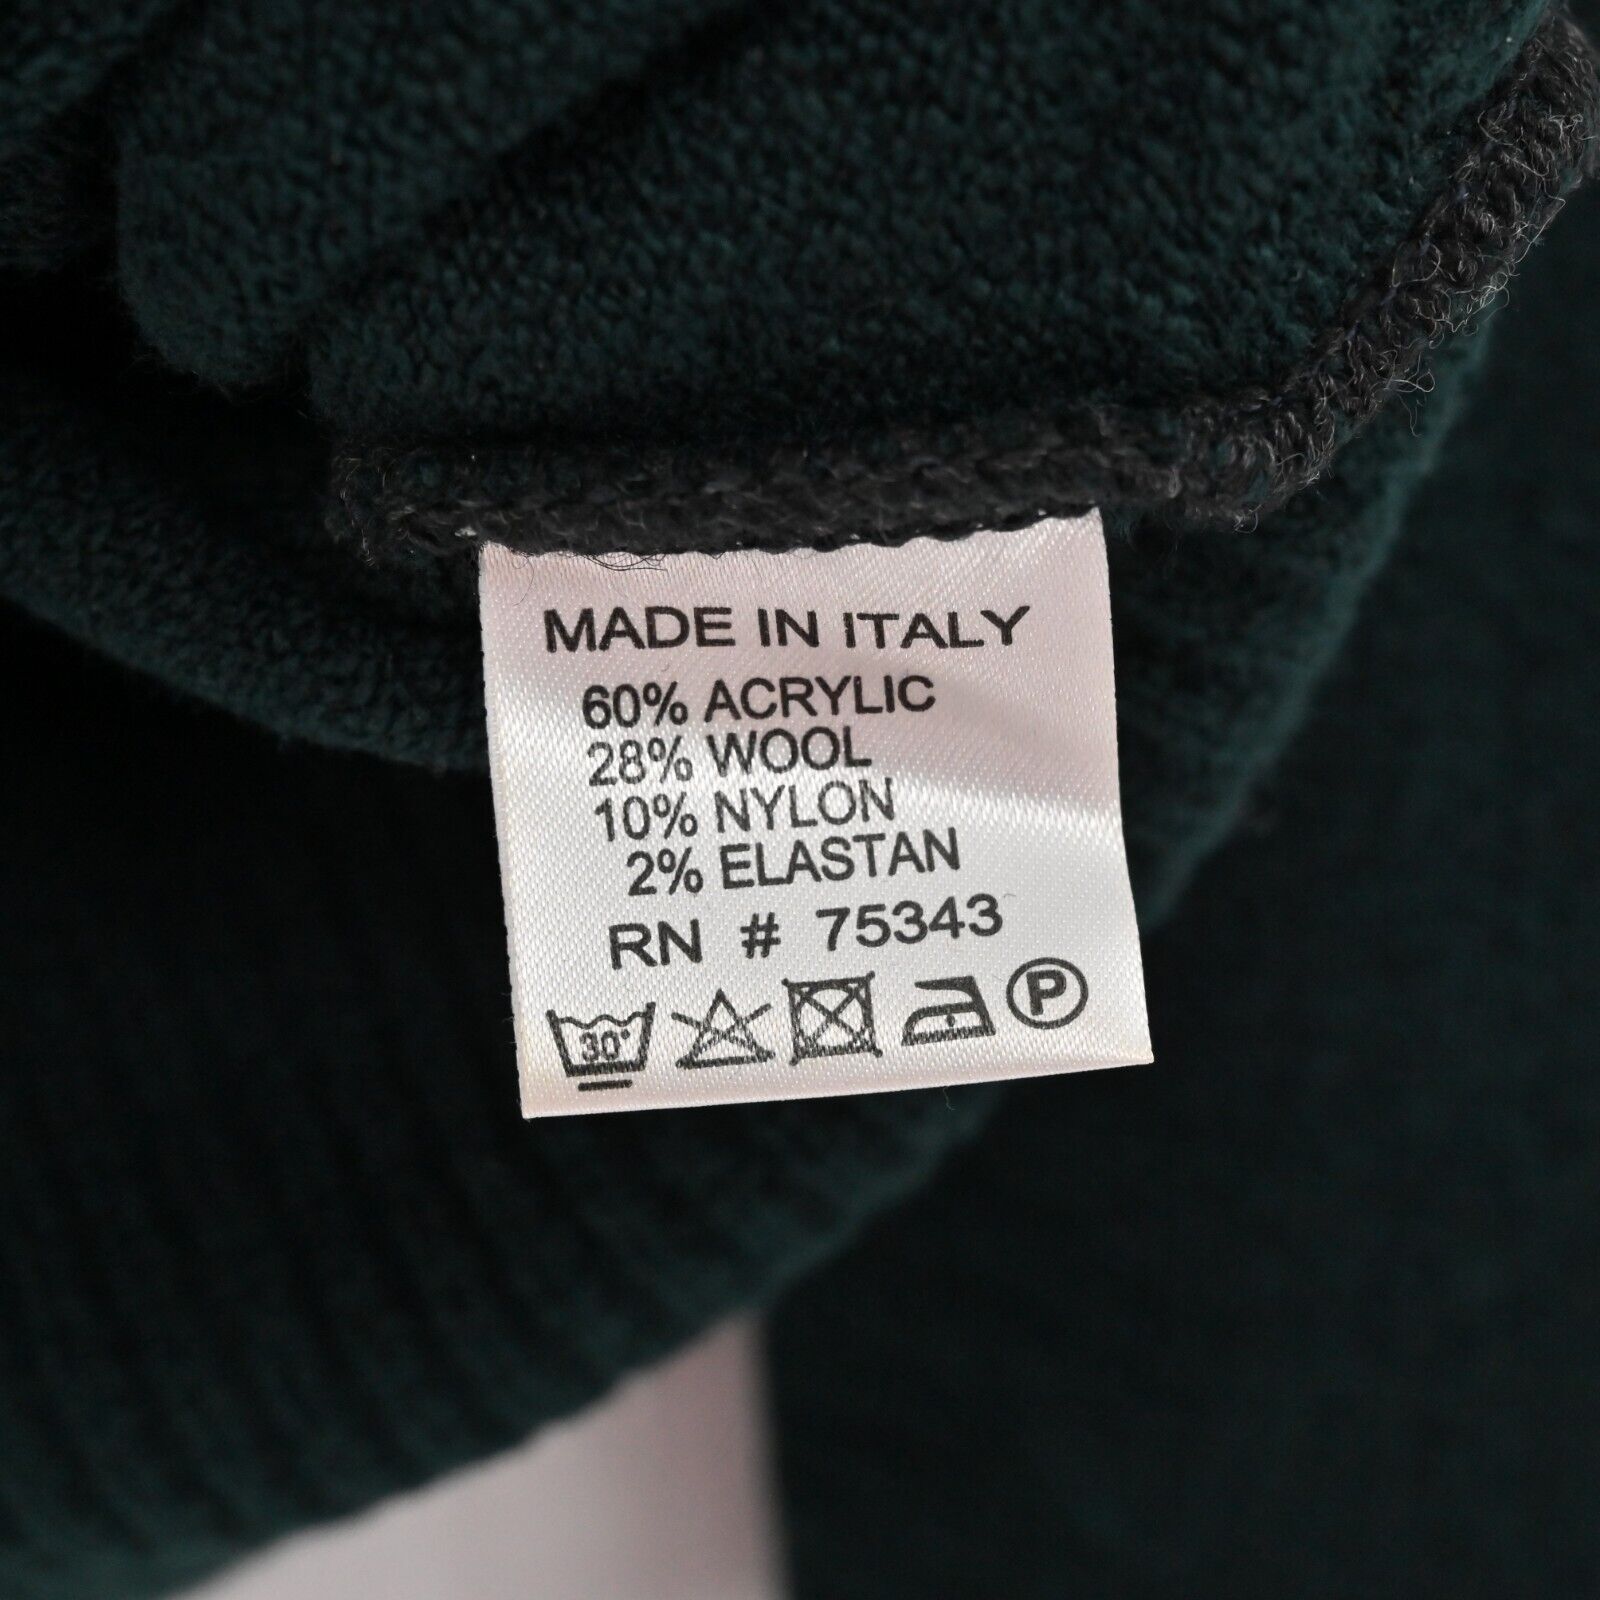 MADE IN ITALY
60% ACRYLIC
28% WOOL
10% NYLON
2% ELASTAN
RN # 75343
30° P